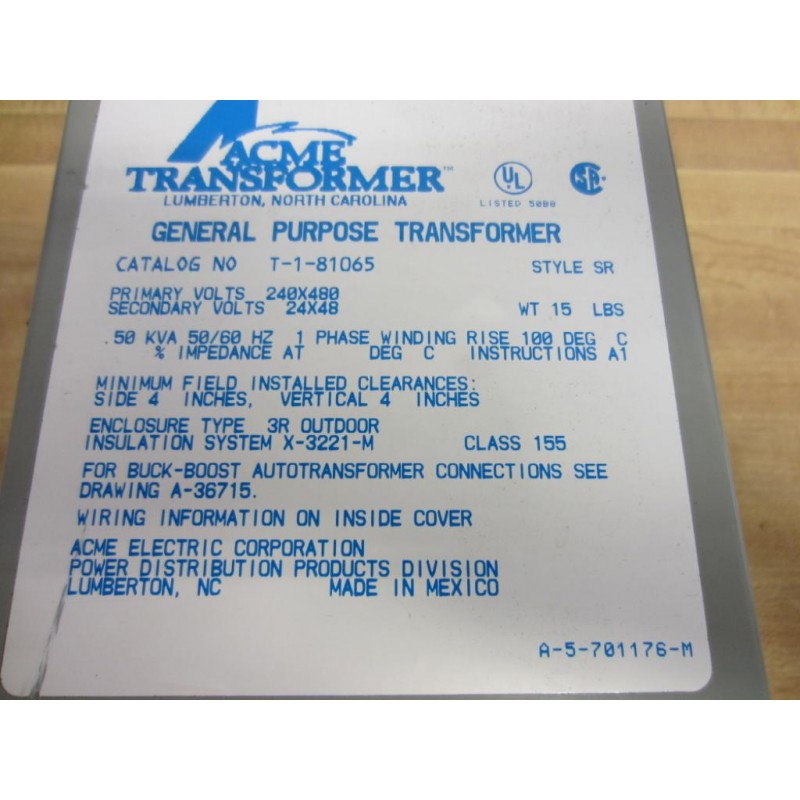 ACME
TRANSFORMER™
LUMBERTON, NORTH CAROLINA
UL
LISTED 50B0
GENERAL PURPOSE TRANSFORMER
CATALOG NO T-1-81065 STYLE SR
PRIMARY VOLTS 240X480
SECONDARY VOLTS 24X48 WT 15 LBS
.50 KVA 50/60 HZ 1 PHASE WINDING RISE 100 DEG C
% IMPEDANCE AT DEG C INSTRUCTIONS A1
MINIMUM FIELD INSTALLED CLEARANCES:
SIDE 4 INCHES, VERTICAL 4 INCHES
ENCLOSURE TYPE 3R OUTDOOR
INSULATION SYSTEM X-3221-M CLASS 155
FOR BUCK-BOOST AUTOTRANSFORMER CONNECTIONS SEE
DRAWING A-36715.
WIRING INFORMATION ON INSIDE COVER
ACME ELECTRIC CORPORATION
POWER DISTRIBUTION PRODUCTS DIVISION
LUMBERTON, NC MADE IN MEXICO
A-5-701176-M